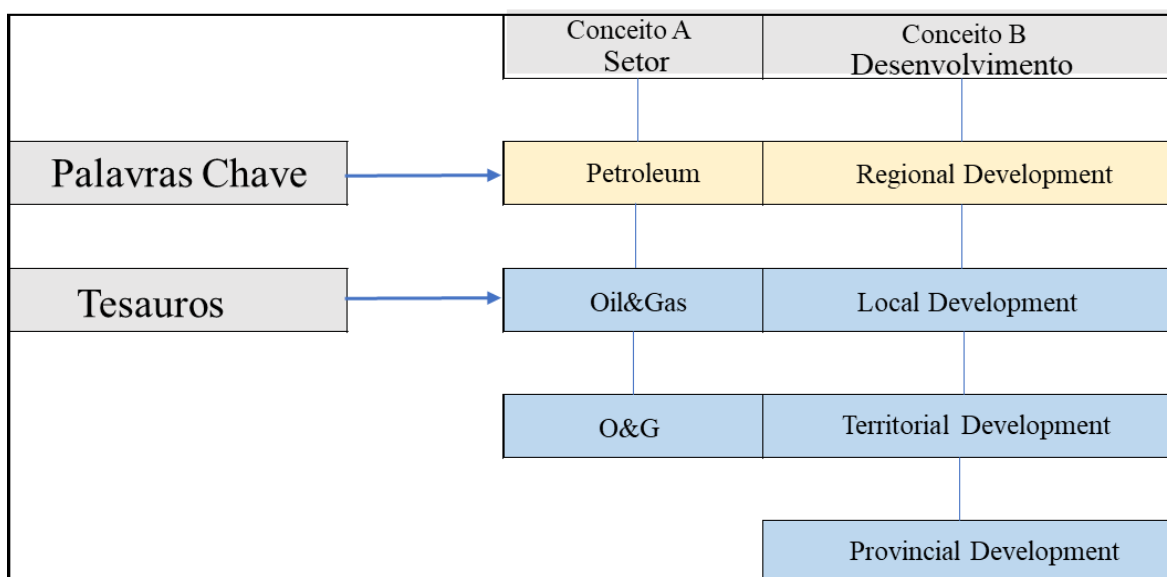 Conceito A
Setor
Conceito B
Desenvolvimento
Palavras Chave
Petroleum
Regional Development
Tesauros
Oil&Gas
Local Development
O&G
Territorial Development
Provincial Development